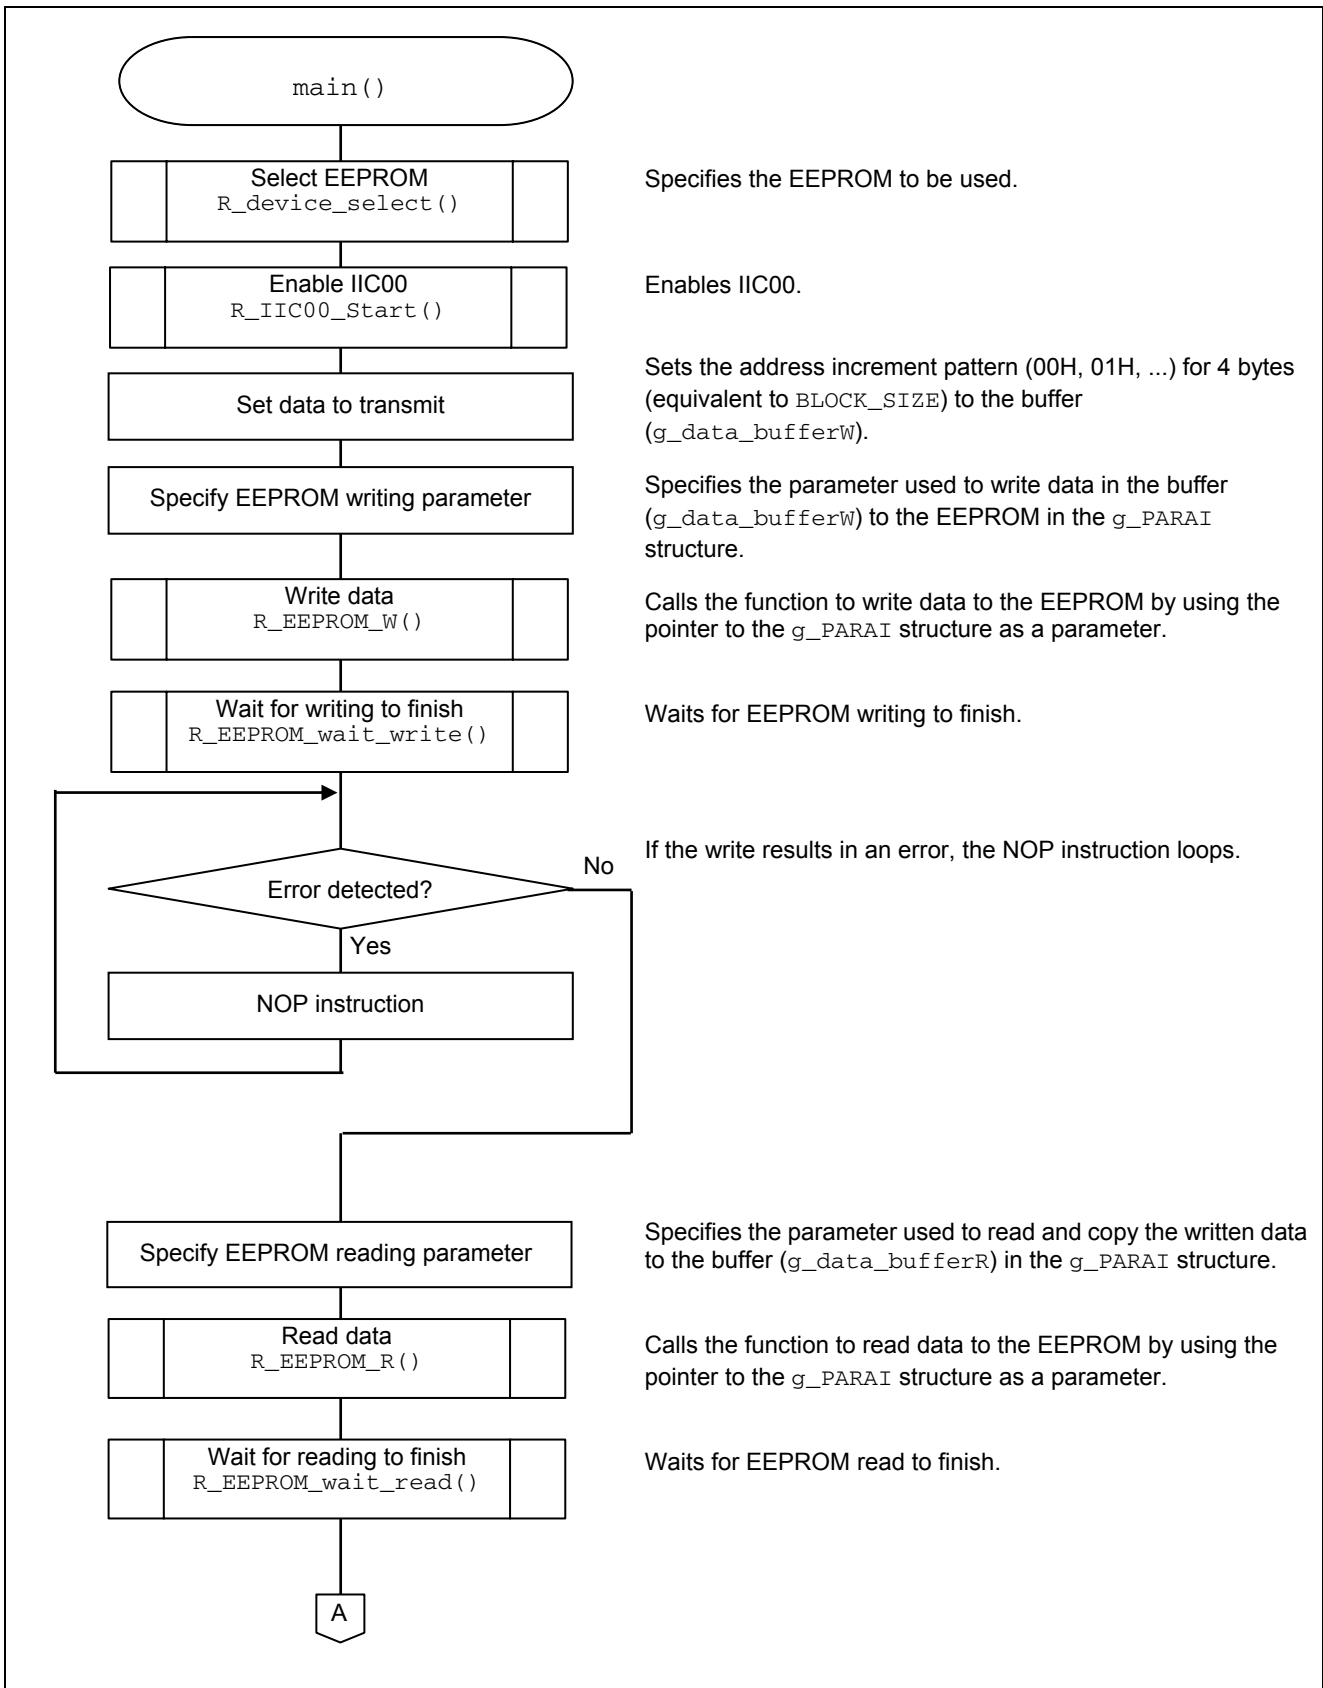 main()
Select EEPROM
R_device_select()
Specifies the EEPROM to be used.
Enable IIC00
R_IIC00_Start()
Enables IIC00.
Set data to transmit
Sets the address increment pattern (00H, 01H, ...) for 4 bytes
(equivalent to BLOCK_SIZE) to the buffer
(g_data_bufferW).
Specify EEPROM writing parameter
Specifies the parameter used to write data in the buffer
(g_data_bufferW) to the EEPROM in the g_PARAI
structure.
Write data
R_EEPROM_W()
Calls the function to write data to the EEPROM by using the
pointer to the g_PARAI structure as a parameter.
Wait for writing to finish
R_EEPROM_wait_write()
Waits for EEPROM writing to finish.
Error detected?
No
If the write results in an error, the NOP instruction loops.
Yes
NOP instruction
Specify EEPROM reading parameter
Specifies the parameter used to read and copy the written data
to the buffer (g_data_bufferR) in the g_PARAI structure.
Read data
R_EEPROM_R()
Calls the function to read data to the EEPROM by using the
pointer to the g_PARAI structure as a parameter.
Wait for reading to finish
R_EEPROM_wait_read()
Waits for EEPROM read to finish.
A